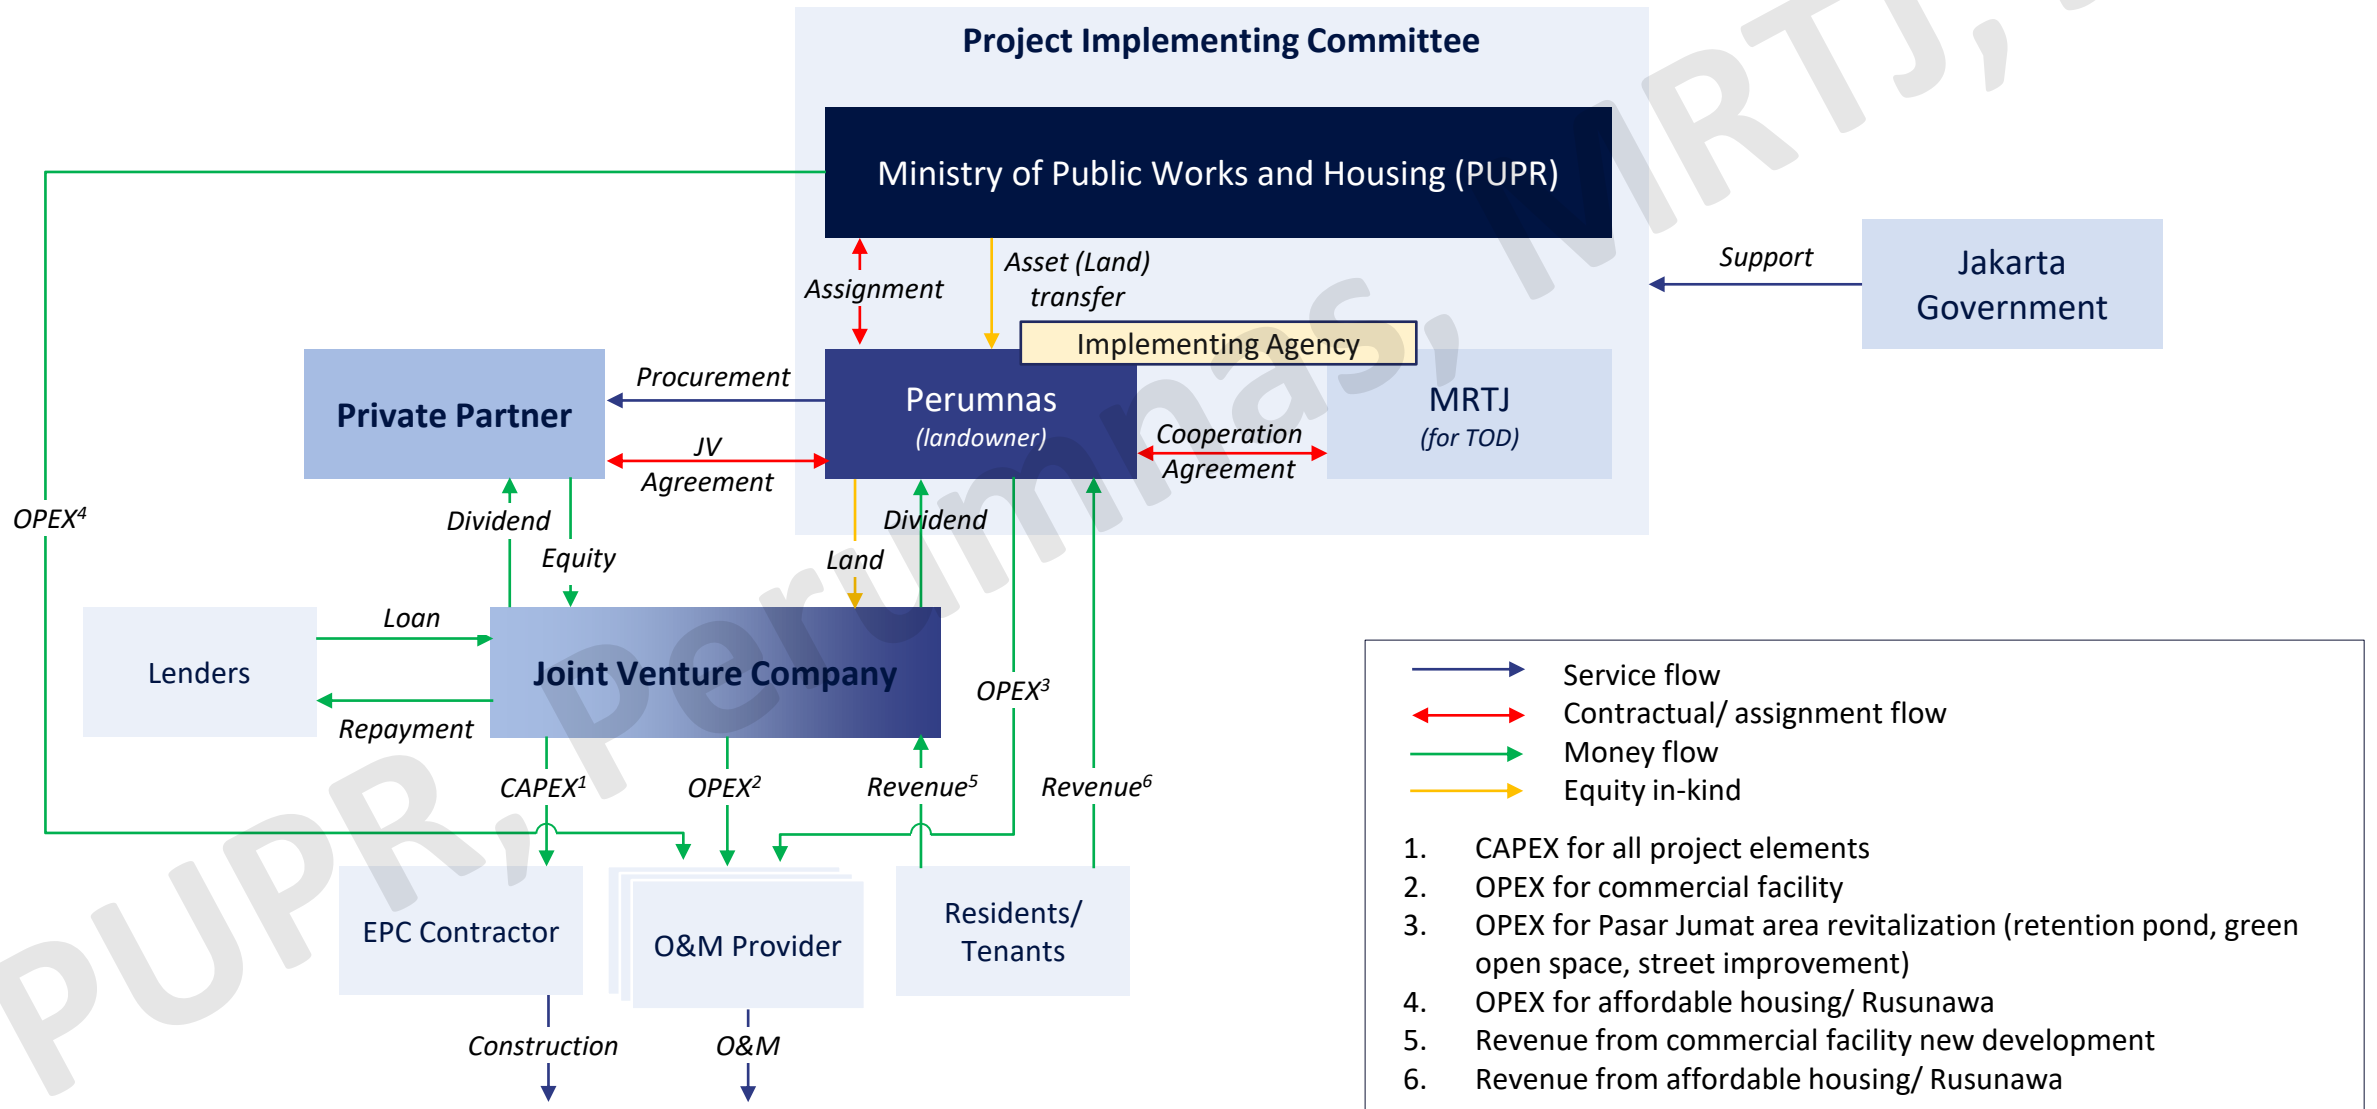 Project Implementing Committee
Ministry of Public Works and Housing (PUPR)
Assignment
Asset (Land)
transfer
Support
Jakarta
Government
Implementing Agency
Private Partner
Procurement
JV
Agreement
Perumnas
(landowner)
Cooperation
Agreement
MRTJ
(for TOD)
OPEX4
Dividend
Equity
Land
Dividend
Lenders
Loan
Repayment
Joint Venture Company
OPEX3
CAPEX1
OPEX2
Revenue5
Revenue6
EPC Contractor
O&M Provider
Residents/
Tenants
Construction
O&M
Service flow
Contractual/ assignment flow
Money flow
Equity in-kind
1. CAPEX for all project elements
2. OPEX for commercial facility
3. OPEX for Pasar Jumat area revitalization (retention pond, green
open space, street improvement)
4. OPEX for affordable housing/ Rusunawa
5. Revenue from commercial facility new development
6. Revenue from affordable housing/ Rusunawa
PUPR, Perumnas, MRTJ,